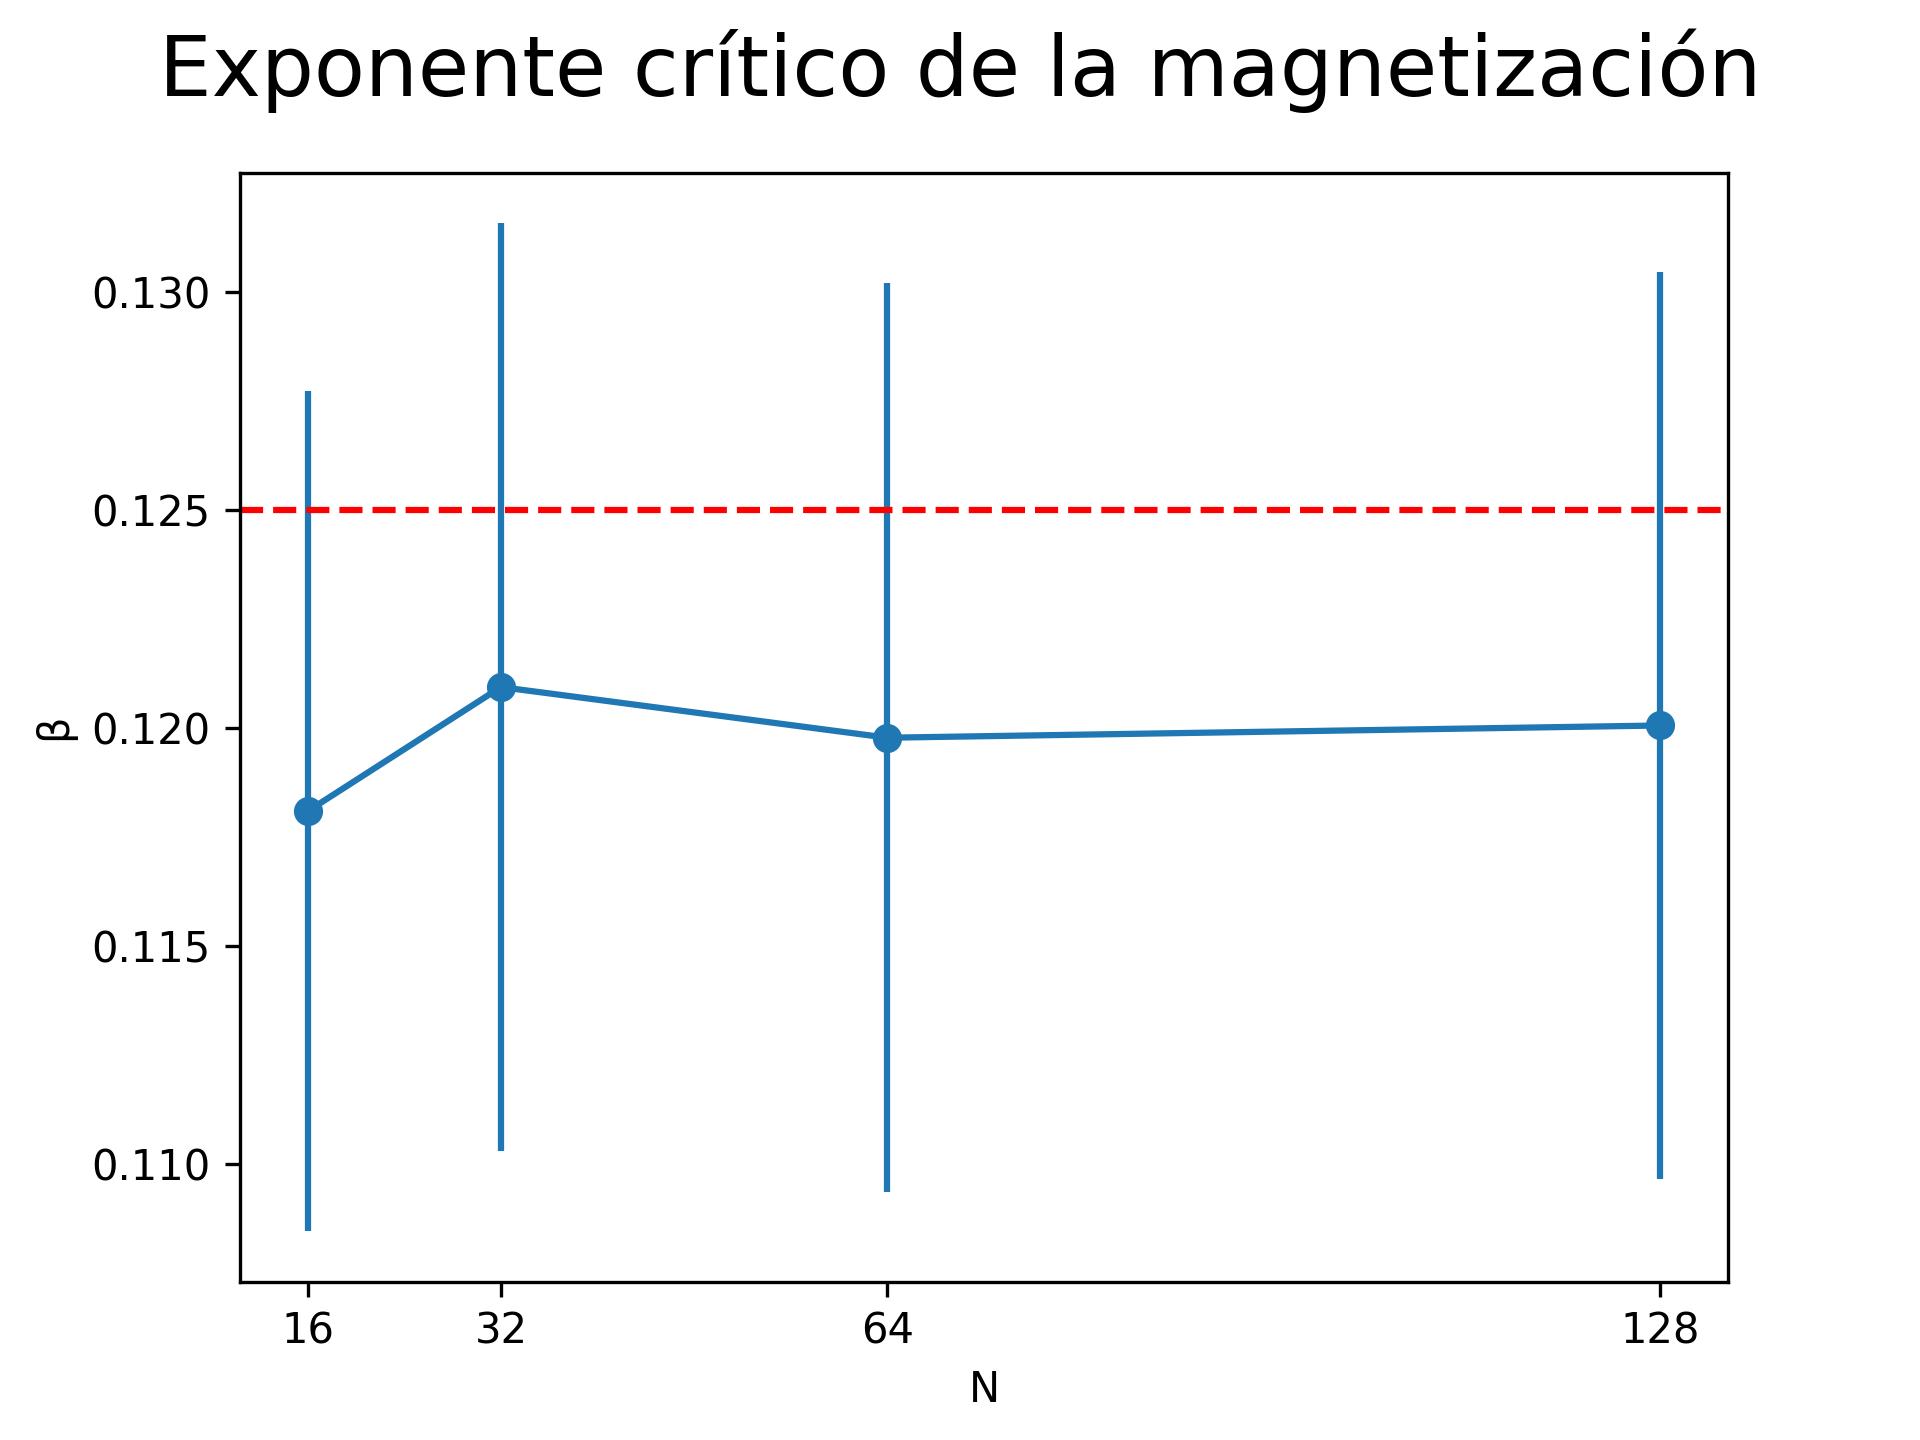 Exponente crítico de la magnetización
0.130
0.125
0.120
0.115
0.110
β
16 32 64 128
N